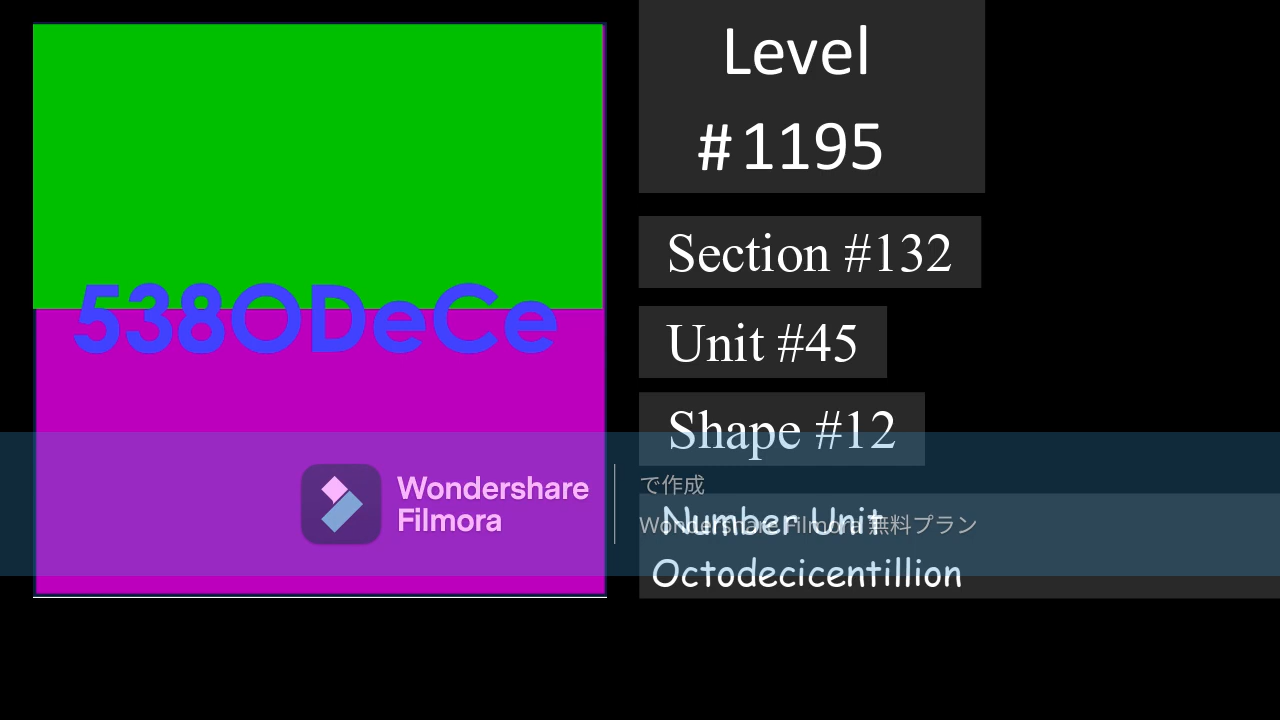 538ODeCe
Level
#1195
Section #132
Unit #45
Shape #12
Number Unit
Octodecicentillion
Wondershare
Filmora
で作成
Wondershare Filmora 無料プラン